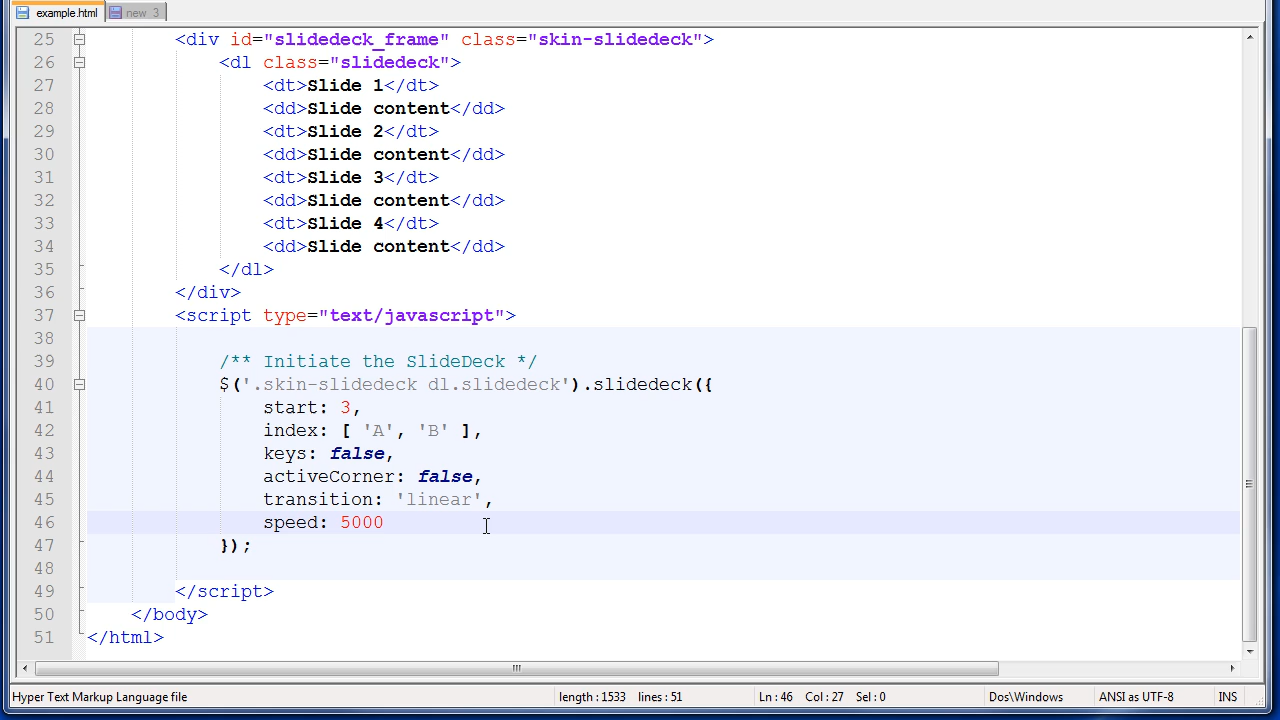 example.html new 3
25 <div id="slidedeck_frame" class="skin-slidedeck">
26 <dl class="slidedeck">
27 <dt>Slide 1</dt>
28 <dd>Slide content</dd>
29 <dt>Slide 2</dt>
30 <dd>Slide content</dd>
31 <dt>Slide 3</dt>
32 <dd>Slide content</dd>
33 <dt>Slide 4</dt>
34 <dd>Slide content</dd>
35 </dl>
36 </div>
37 <script type="text/javascript">
38
39 /** Initiate the SlideDeck */
40 $('.skin-slidedeck dl.slidedeck').slidedeck({
41 start: 3,
42 index: [ 'A', 'B' ],
43 keys: false,
44 activeCorner: false,
45 transition: 'linear',
46 speed: 5000
47 });
48
49 </script>
50 </body>
51 </html>
Hyper Text Markup Language file length : 1533 lines : 51 Ln : 46 Col : 27 Sel : 0 Dos\Windows ANSI as UTF-8 INS